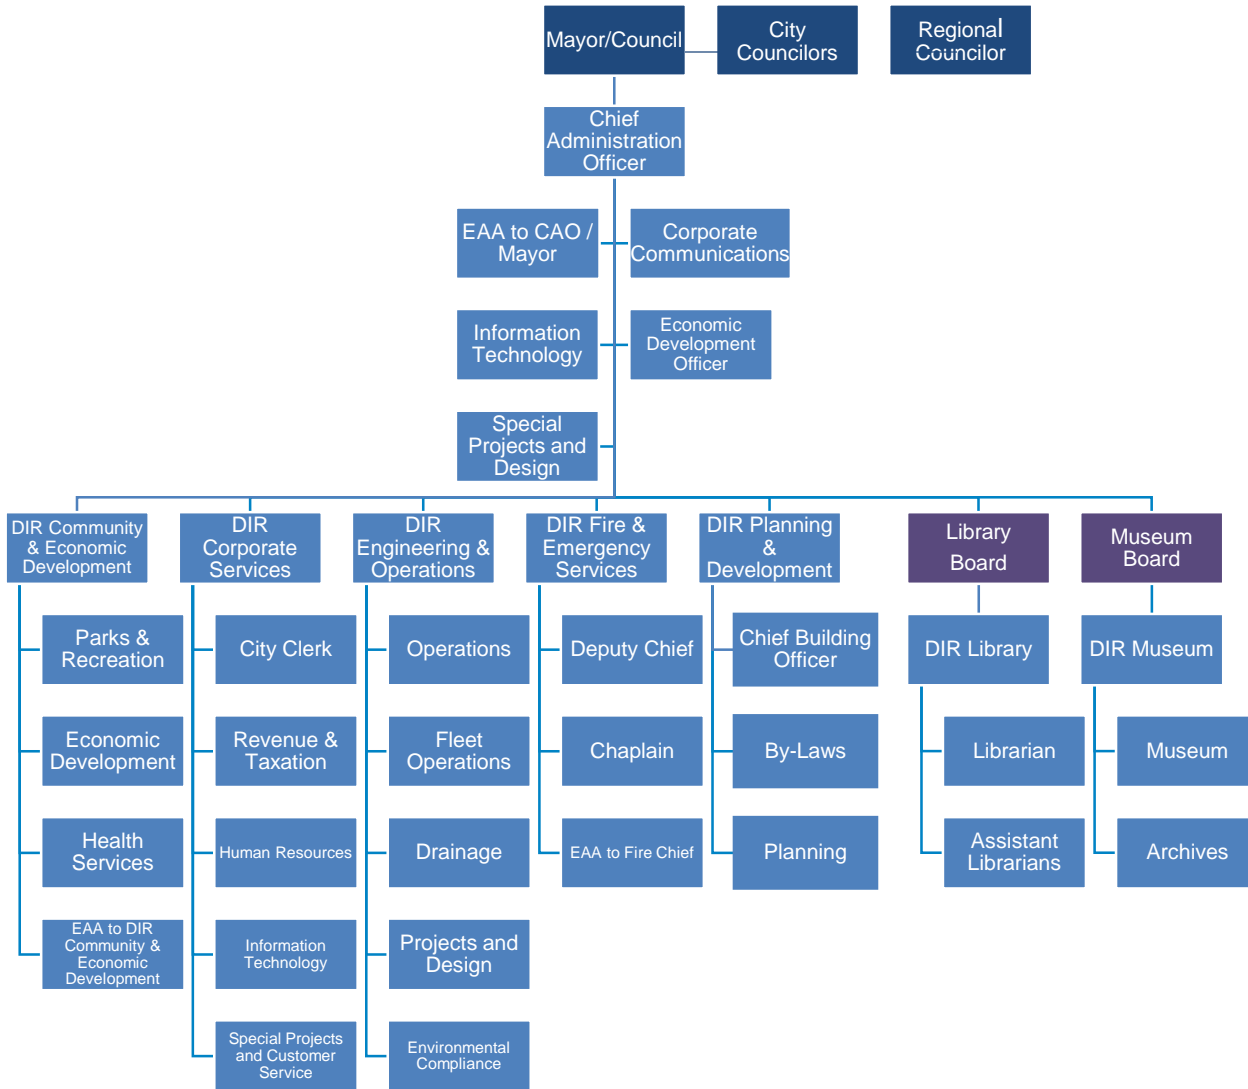 Mayor/Council
City
Councilors
Regional
Councilor
Chief
Administration
Officer
EAA to CAO /
Mayor
Corporate
Communications
Information
Technology
Economic
Development
Officer
Special
Projects and
Design
DIR Community
& Economic
Development
DIR
Corporate
Services
DIR
Engineering &
Operations
DIR Fire &
Emergency
Services
DIR Planning
&
Development
Library
Board
Museum
Board
Parks &
Recreation
City Clerk
Operations
Deputy Chief
Chief Building
Officer
DIR Library
DIR Museum
Economic
Development
Revenue &
Taxation
Fleet
Operations
Chaplain
By-Laws
Librarian
Museum
Health
Services
Human Resources
Drainage
EAA to Fire Chief
Planning
Assistant
Librarians
Archives
EAA to DIR
Community &
Economic
Development
Information
Technology
Projects and
Design
Special Projects
and Customer
Service
Environmental
Compliance